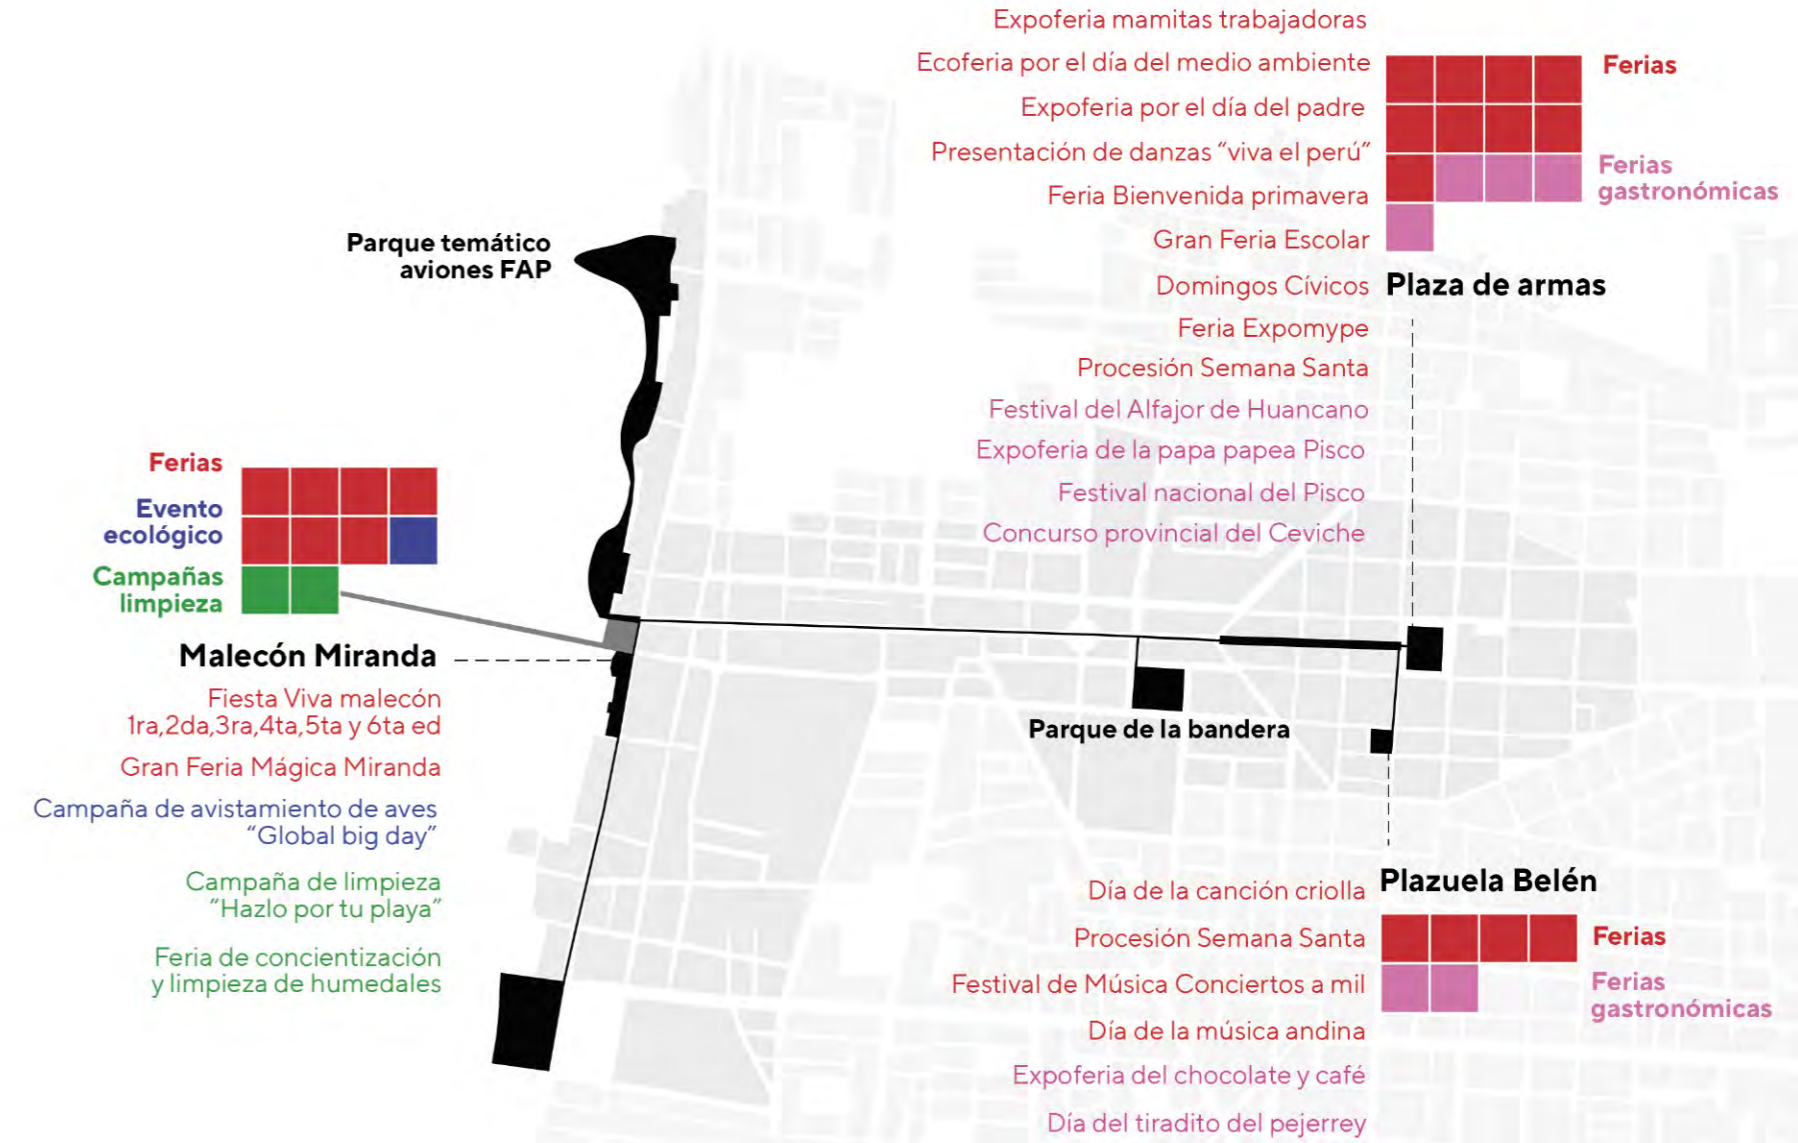 Expoferia mamitas trabajadoras
Ecoferia por el día del medio ambiente
Expoferia por el día del padre
Presentación de danzas “viva el perú”
Feria Bienvenida primavera
Gran Feria Escolar
Domingos Cívicos
Feria Expomype
Procesión Semana Santa
Festival del Alfajor de Huancano
Expoferia de la papa papea Pisco
Festival nacional del Pisco
Concurso provincial del Ceviche
Ferias
Ferias
gastronómicas
Plaza de armas
Parque temático
aviones FAP
Ferias
Evento
ecológico
Campañas
limpieza
Malecón Miranda
Fiesta Viva malecón
1ra,2da,3ra,4ta,5ta y 6ta ed
Gran Feria Mágica Miranda
Campaña de avistamiento de aves
“Global big day”
Campaña de limpieza
“Hazlo por tu playa”
Feria de concientización
y limpieza de humedales
Parque de la bandera
Plazuela Belén
Día de la canción criolla
Procesión Semana Santa
Festival de Música Conciertos a mil
Día de la música andina
Expoferia del chocolate y café
Día del tiradito del pejerrey
Ferias
Ferias
gastronómicas